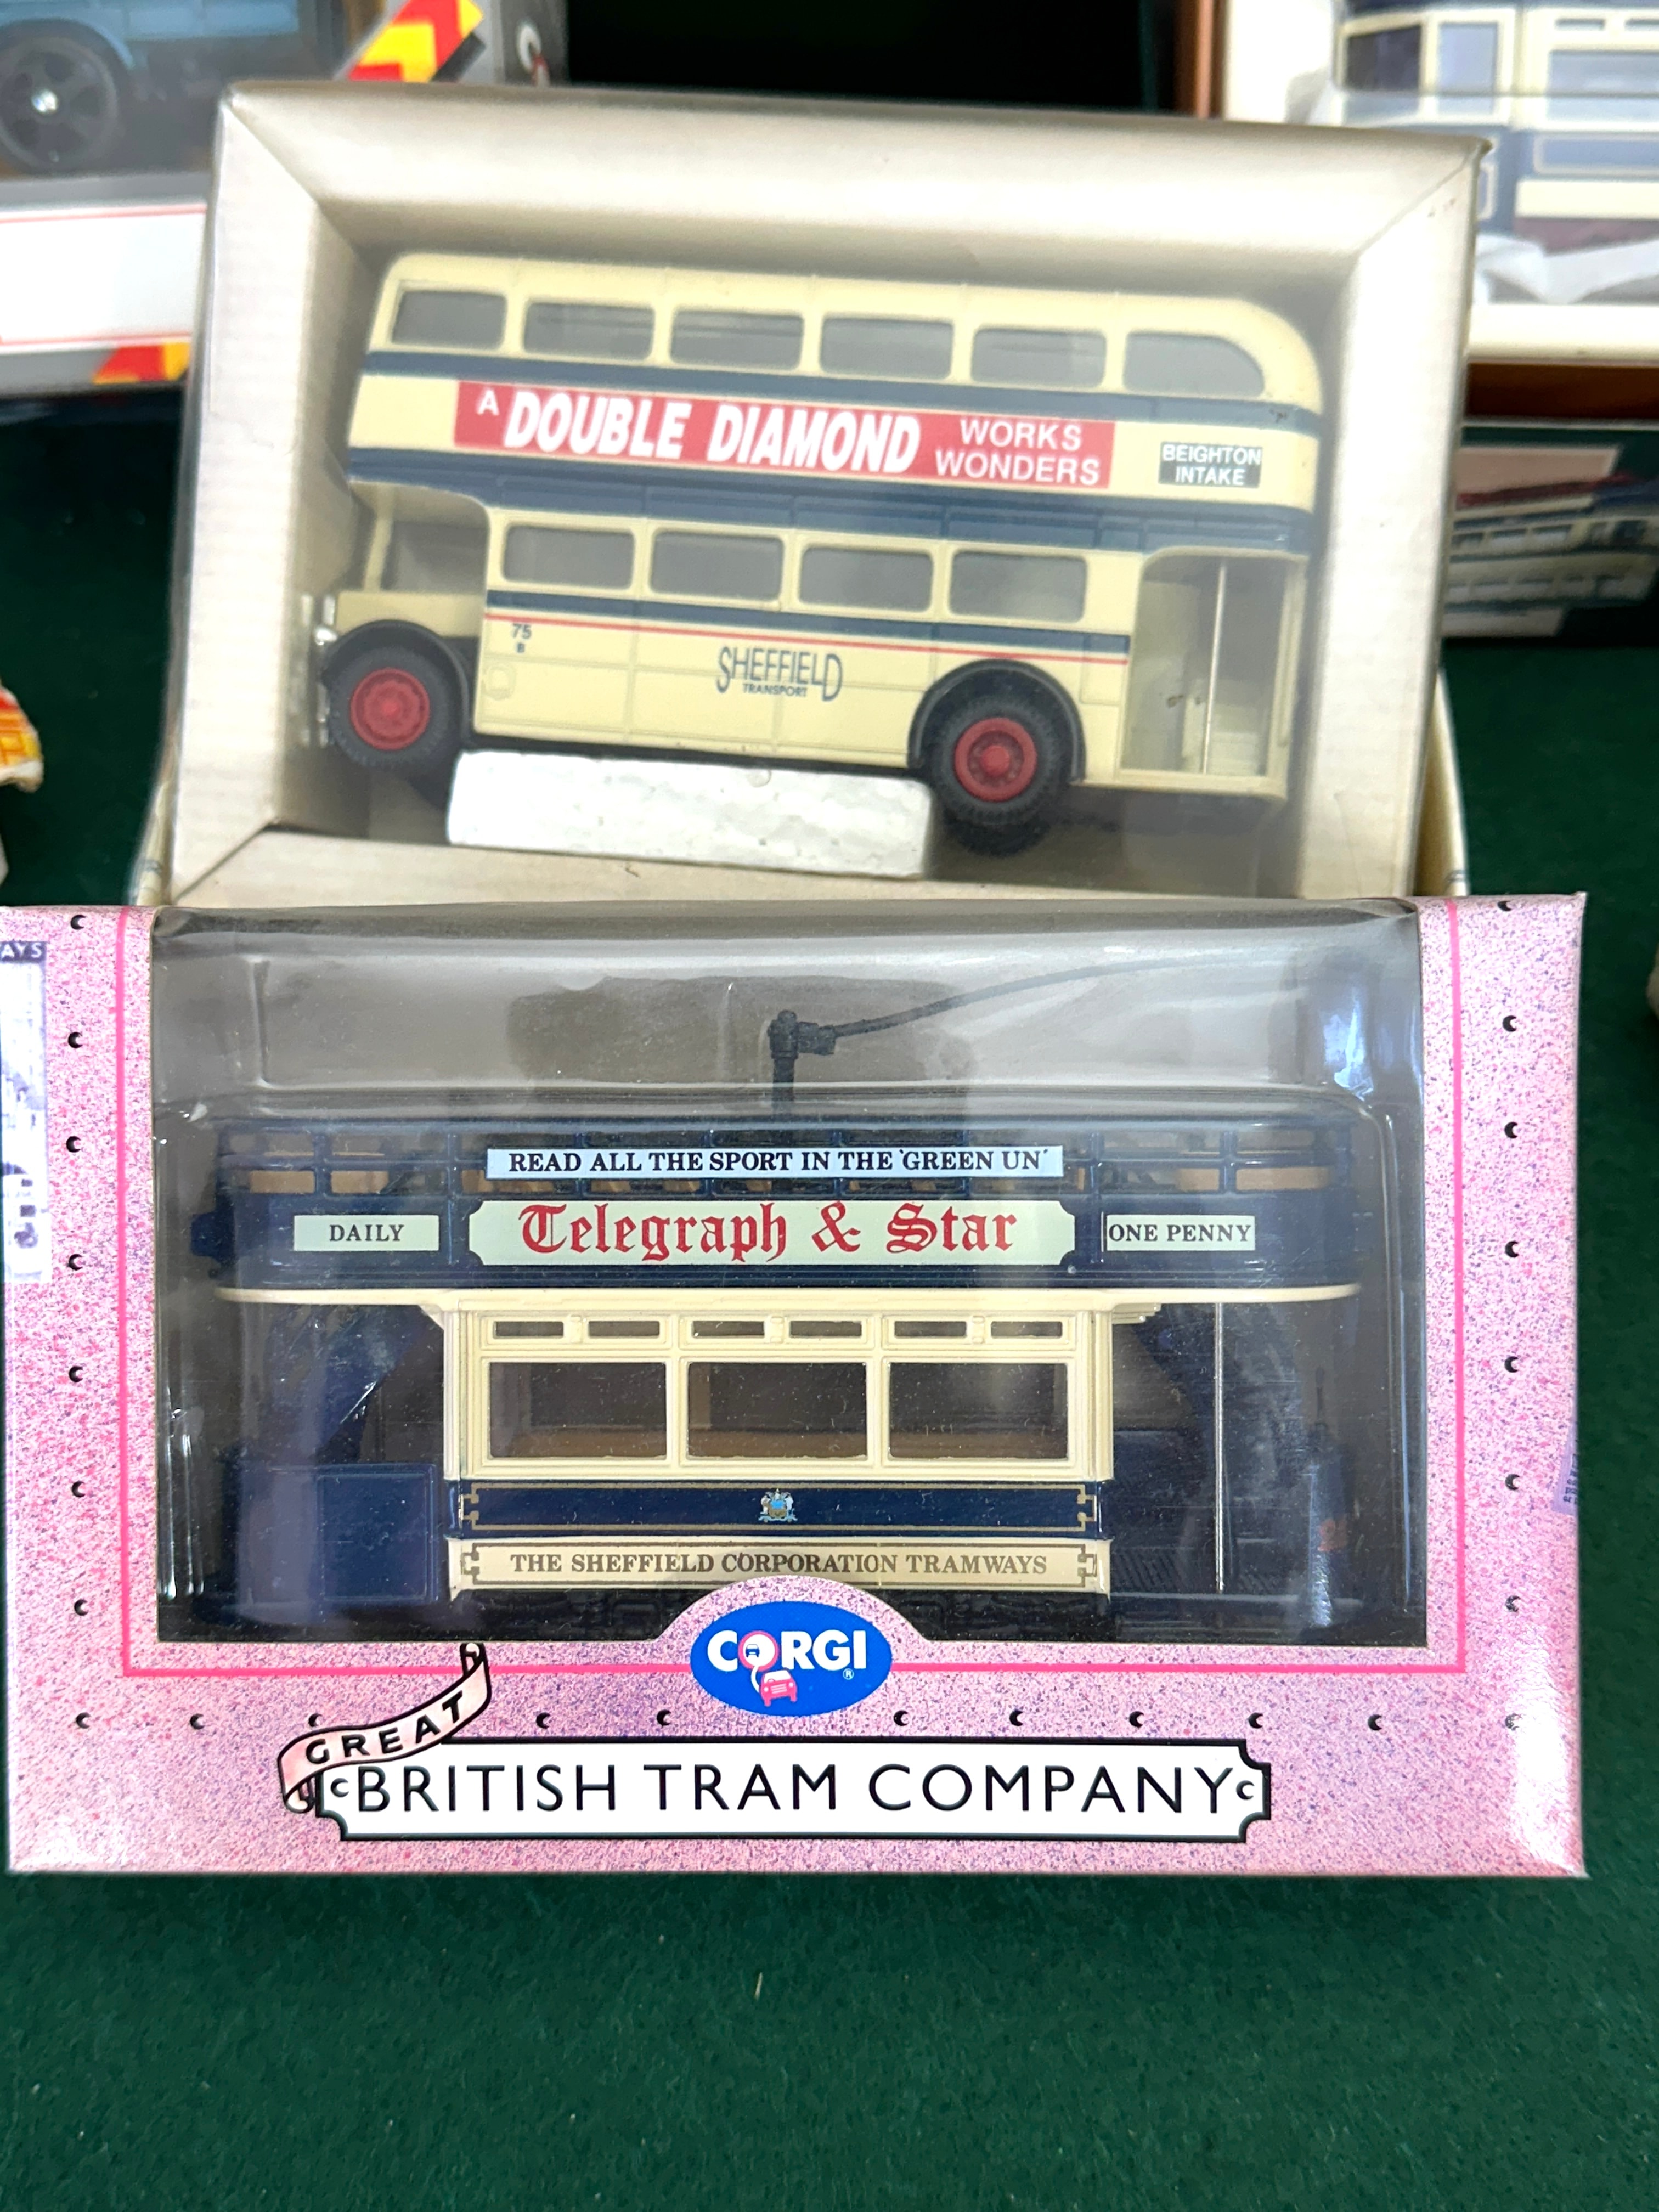 A DOUBLE DIAMOND WORKS WONDERS
BEIGHTON
INTAKE
75
B
SHEFFIELD
TRANSPORT
AYS
READ ALL THE SPORT IN THE 'GREEN UN'
DAILY
Telegraph & Star
ONE PENNY
THE SHEFFIELD CORPORATION TRAMWAYS
CORGI
®
GREAT
BRITISH TRAM COMPANY